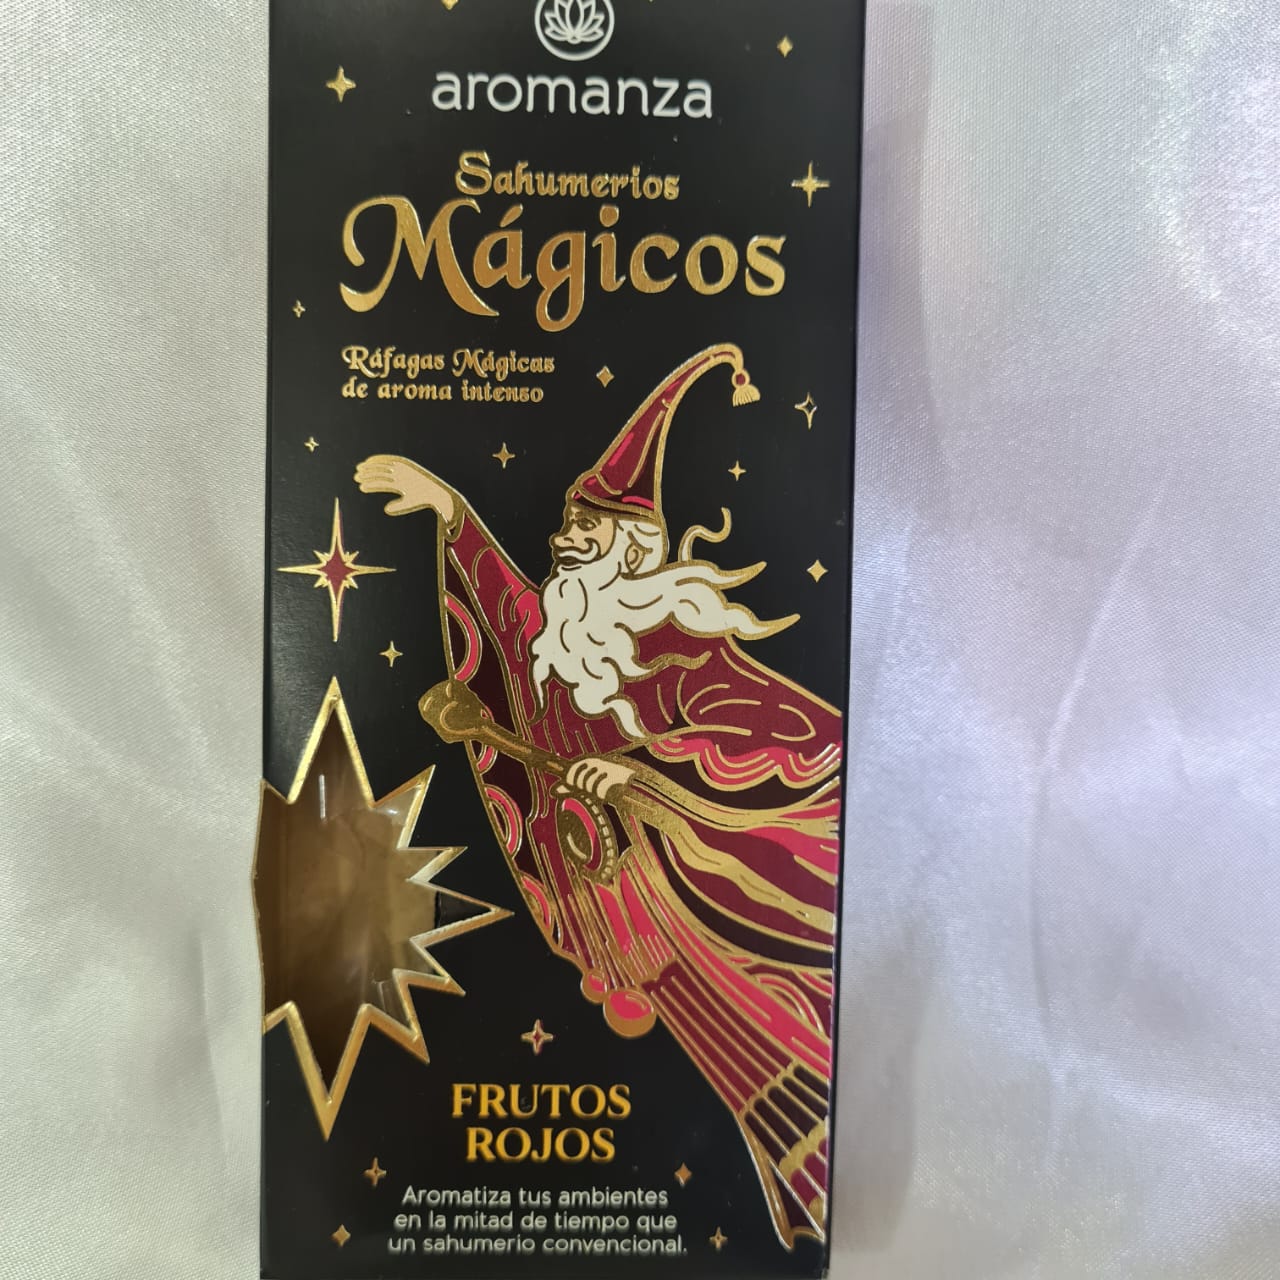 aromanza
Sahumerios
Mágicos
Ráfagas Mágicas
de aroma intenso
FRUTOS
ROJOS
Aromatiza tus ambientes
en la mitad de tiempo que
un sahumerio convencional.